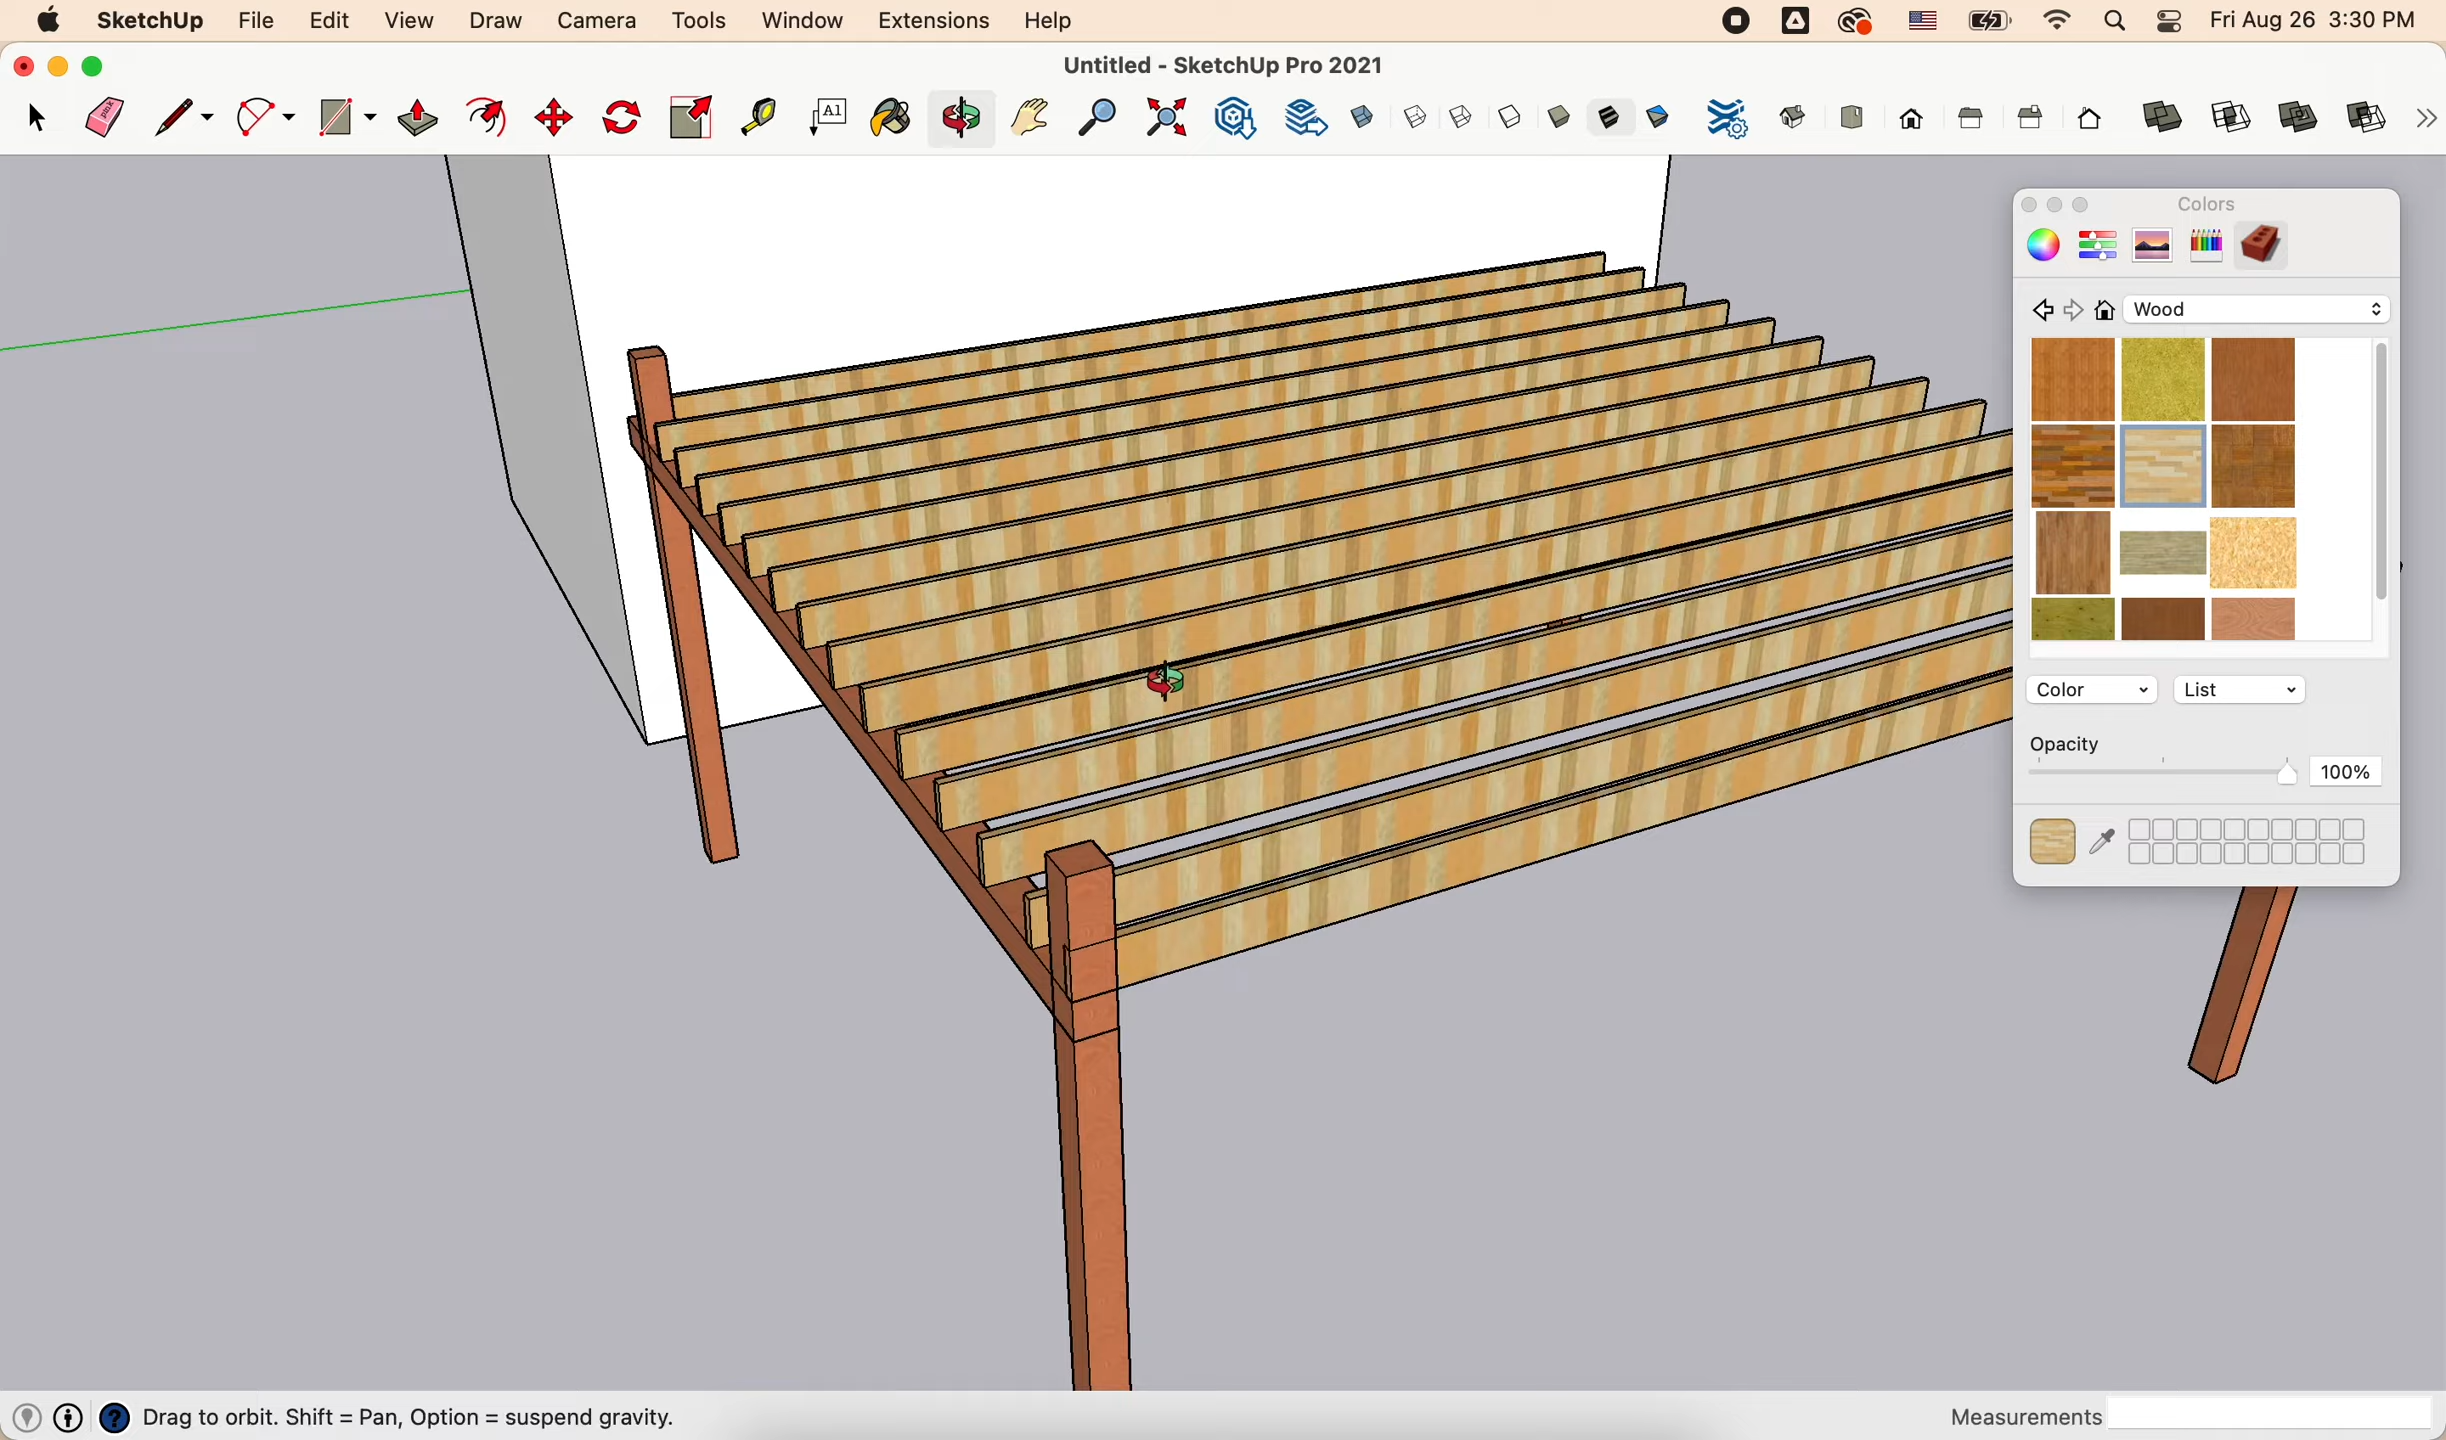 SketchUp File Edit View Draw Camera Tools Window Extensions Help Fri Aug 26 3:30 PM
Untitled - SketchUp Pro 2021
A1
Colors
Wood
Color List
Opacity
100%
Drag to orbit. Shift = Pan, Option = suspend gravity.
Measurements